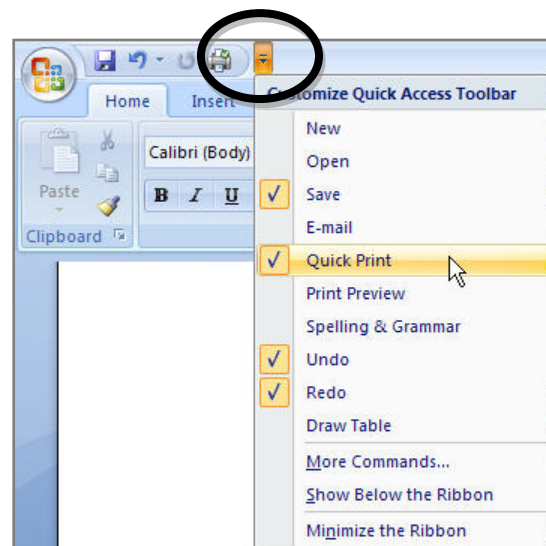 Customize Quick Access Toolbar
Home Insert
New
Calibri (Body)
Open
Paste
B I U
Save
E-mail
Clipboard
Quick Print
Print Preview
Spelling & Grammar
Undo
Redo
Draw Table
More Commands...
Show Below the Ribbon
Minimize the Ribbon